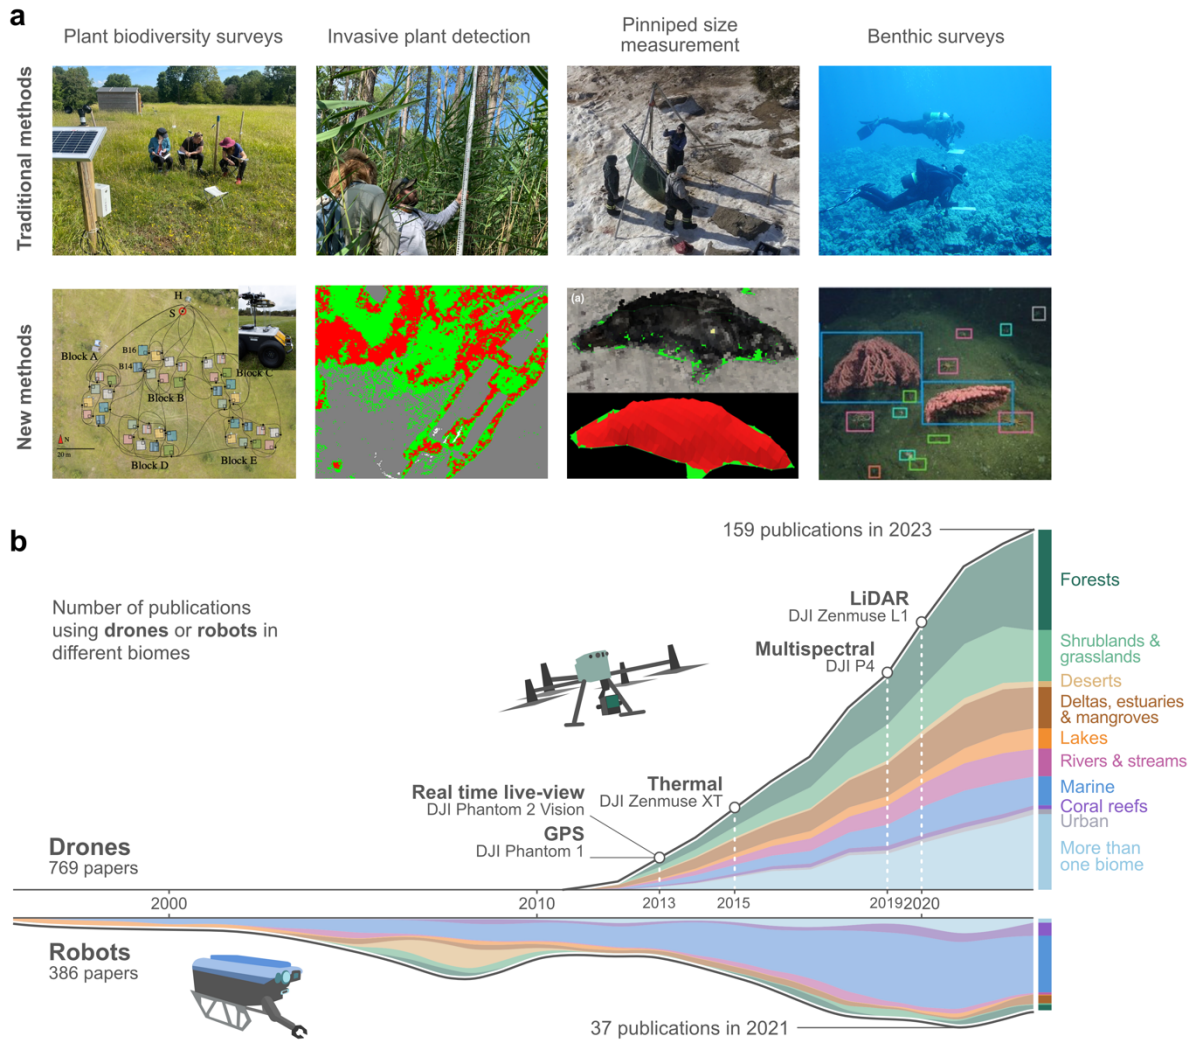 a
Plant biodiversity surveys
Invasive plant detection
Pinniped size
measurement
Benthic surveys
Traditional methods
New methods
H
S
Block A
B16
B14
Block C
Block B
N
20 m
Block D
Block E
(a)
b
159 publications in 2023
Number of publications
using drones or robots in
different biomes
LiDAR
DJI Zenmuse L1
Multispectral
DJI P4
Thermal
DJI Zenmuse XT
Real time live-view
DJI Phantom 2 Vision
GPS
DJI Phantom 1
Forests
Shrublands &
grasslands
Deserts
Deltas, estuaries
& mangroves
Lakes
Rivers & streams
Marine
Coral reefs
Urban
More than
one biome
Drones
769 papers
2000
2010
2013
2015
2019
2020
Robots
386 papers
37 publications in 2021